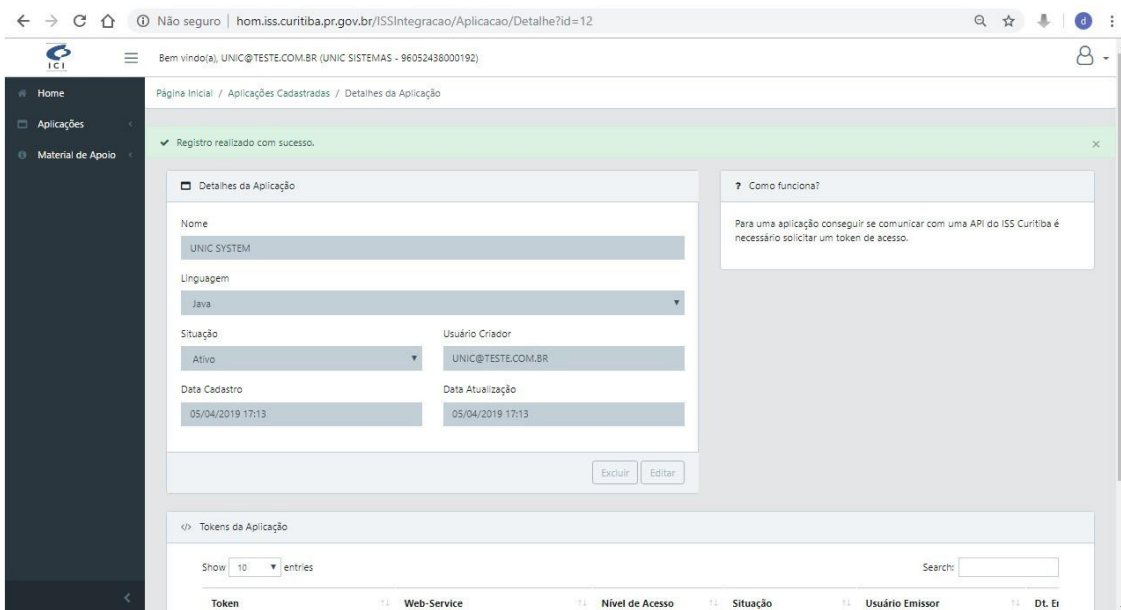 Não seguro | hom.iss.curitiba.pr.gov.br/ISSIntegracao/Aplicacao/Detalhe?id=12
d
ICI
Bem vindo(a), UNIC@TESTE.COM.BR (UNIC SISTEMAS - 96052438000192)
Home
Aplicações
Material de Apoio
Página Inicial / Aplicações Cadastradas / Detalhes da Aplicação
Registro realizado com sucesso.
Detalhes da Aplicação
Nome
UNIC SYSTEM
Linguagem
Java
Situação Usuário Criador
Ativo UNIC@TESTE.COM.BR
Data Cadastro Data Atualização
05/04/2019 17:13 05/04/2019 17:13
Excluir Editar
? Como funciona?
Para uma aplicação conseguir se comunicar com uma API do ISS Curitiba é
necessário solicitar um token de acesso.
</> Tokens da Aplicação
Show 10 entries Search:
Token Web-Service Nível de Acesso Situação Usuário Emissor Dt.